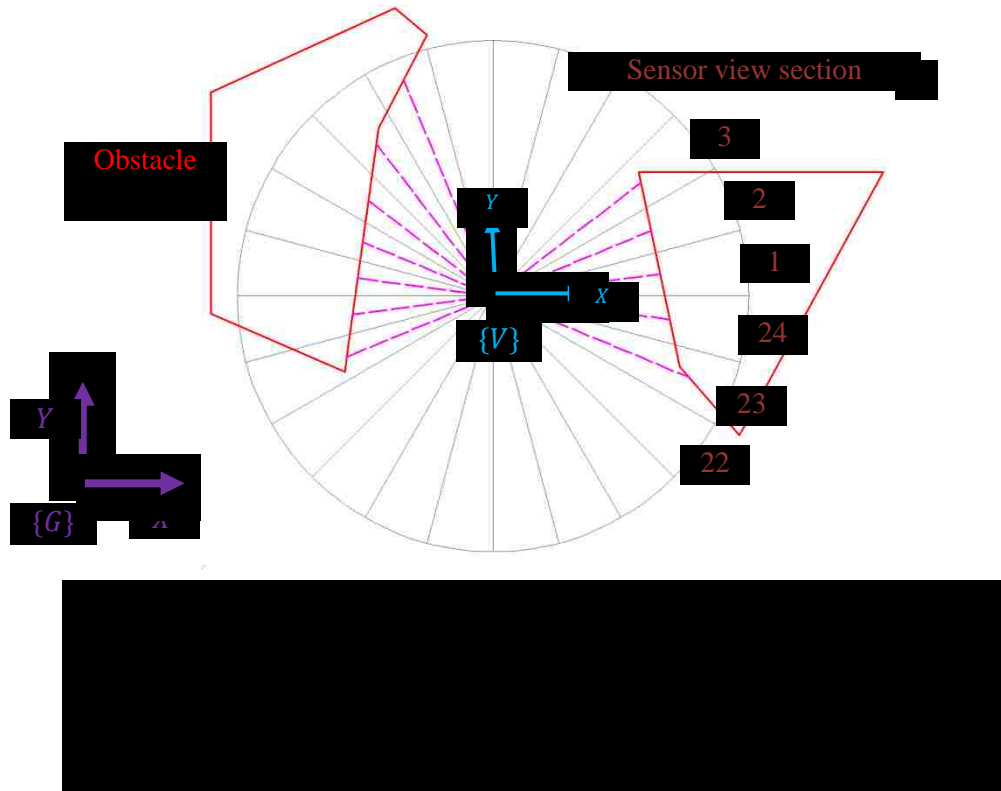 Sensor view section
3
Obstacle
2
Y
1
X
24
{V}
23
Y
22
{G}